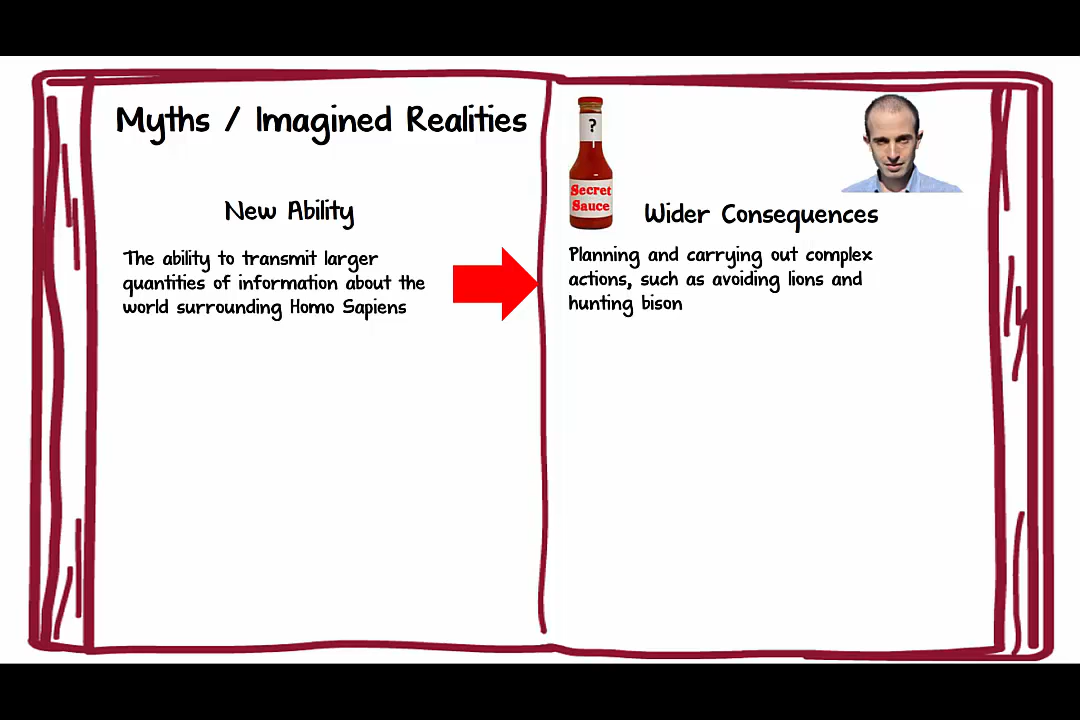 Myths / Imagined Realities
New Ability
The ability to transmit larger
quantities of information about the
world surrounding Homo Sapiens
?
Secret
Sauce
Wider Consequences
Planning and carrying out complex
actions, such as avoiding lions and
hunting bison